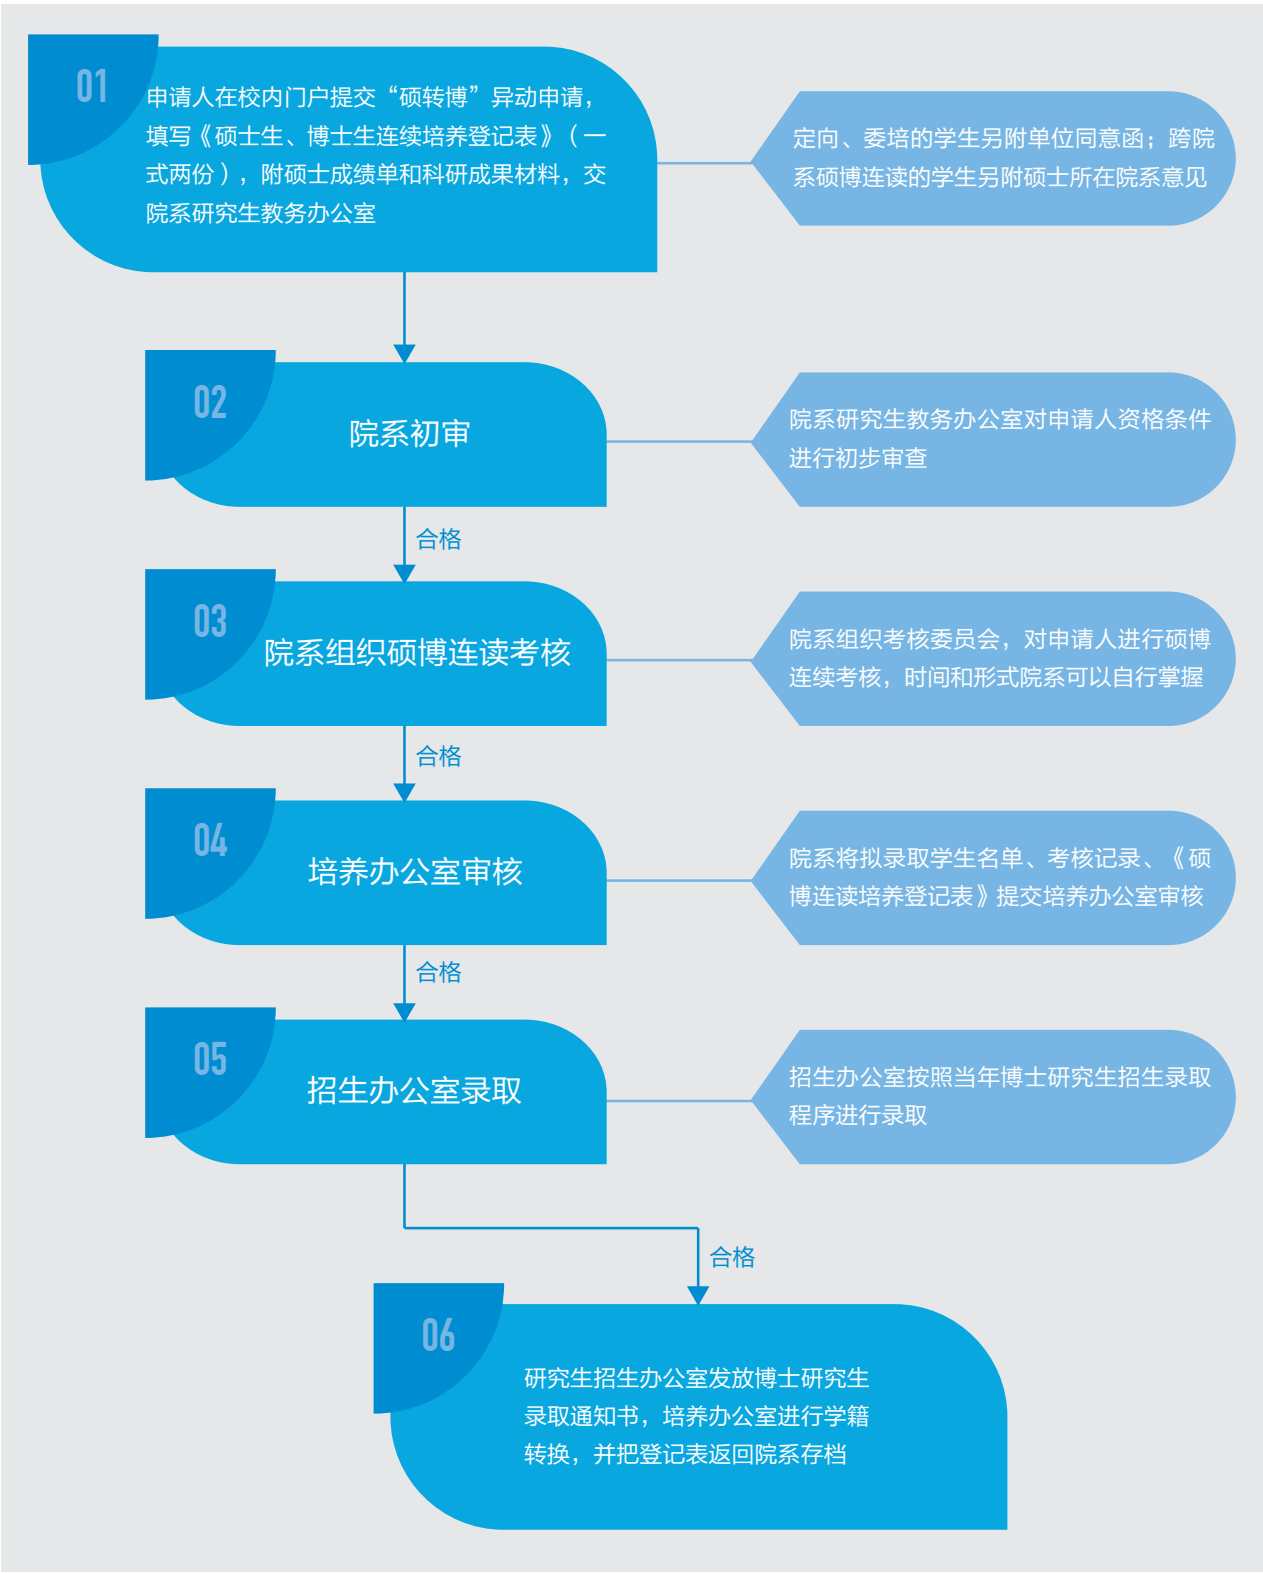 01
申请人在校内门户提交“硕转博”异动申请，
填写《硕士生、博士生连续培养登记表》（一
式两份），附硕士成绩单和科研成果材料，交
院系研究生教务办公室
定向、委培的学生另附单位同意函；跨院
系硕博连读的学生另附硕士所在院系意见
02
院系初审
院系研究生教务办公室对申请人资格条件
进行初步审查
合格
03
院系组织硕博连读考核
院系组织考核委员会，对申请人进行硕博
连续考核，时间和形式院系可以自行掌握
合格
04
培养办公室审核
院系将拟录取学生名单、考核记录、《硕
博连读培养登记表》提交培养办公室审核
合格
05
招生办公室录取
招生办公室按照当年博士研究生招生录取
程序进行录取
合格
06
研究生招生办公室发放博士研究生
录取通知书，培养办公室进行学籍
转换，并把登记表返回院系存档